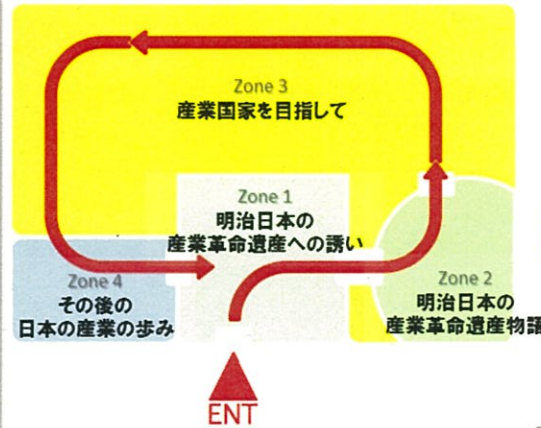 Zone 3
産業国家を目指して
Zone 1
明治日本の
産業革命遺産への誘い
Zone 4
その後の
日本の産業の歩み
Zone 2
明治日本の
産業革命遺産物語
ENT